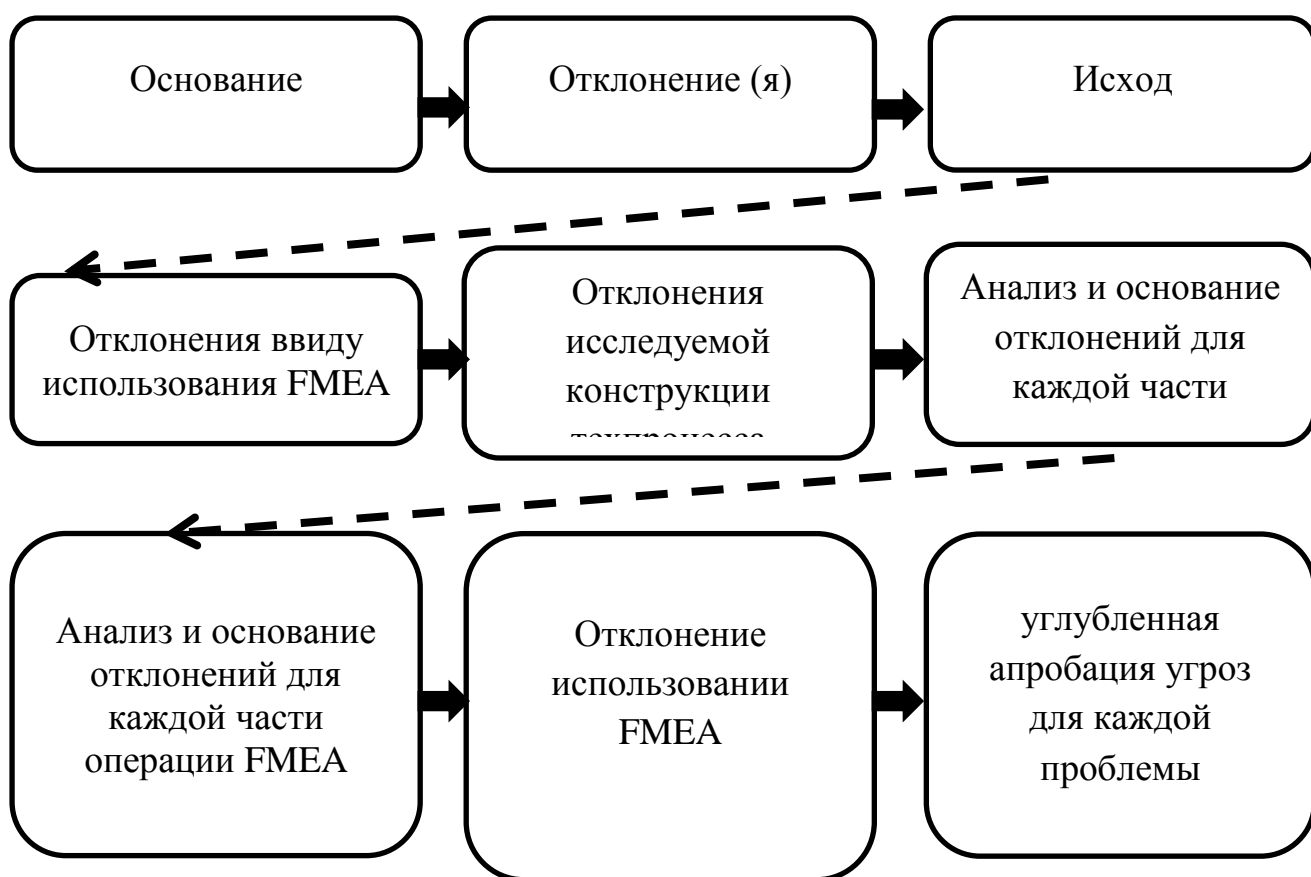 Основание
Отклонение (я)
Исход
Отклонения ввиду
использования FMEA
Отклонения
исследуемой
конструкции
Анализ и основание
отклонений для
каждой части
Анализ и основание
отклонений для
каждой части
операции FMEA
Отклонение
использовании
FMEA
углубленная
апробация угроз
для каждой
проблемы